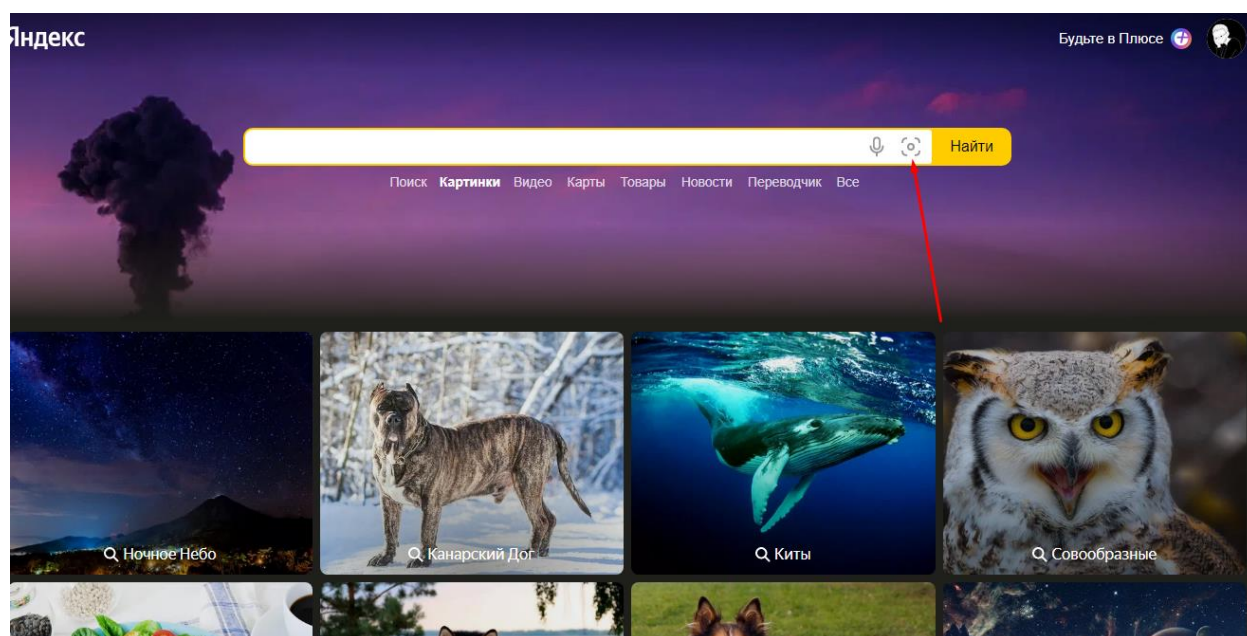 Яндекс
Будьте в Плюсе
Найти
Поиск Картинки Видео Карты Товары Новости Переводчик Все
Ночное Небо
Канарский Дог
Киты
Совообразные